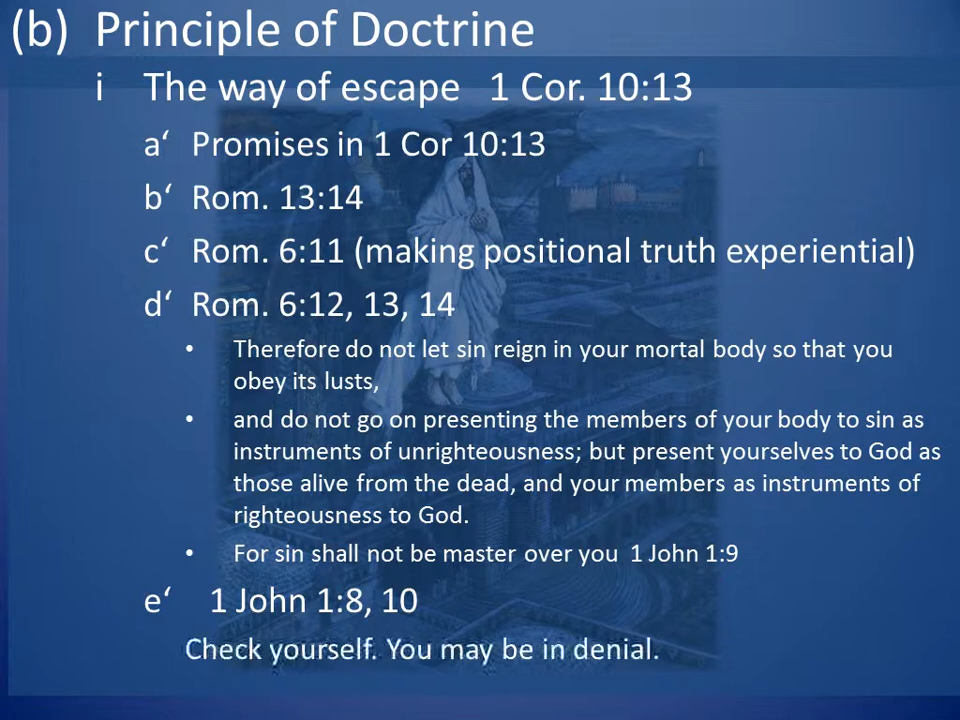 (b) Principle of Doctrine
i The way of escape 1 Cor. 10:13
a‘ Promises in 1 Cor 10:13
b‘ Rom. 13:14
c‘ Rom. 6:11 (making positional truth experiential)
d‘ Rom. 6:12, 13, 14
• Therefore do not let sin reign in your mortal body so that you
obey its lusts,
• and do not go on presenting the members of your body to sin as
instruments of unrighteousness; but present yourselves to God as
those alive from the dead, and your members as instruments of
righteousness to God.
• For sin shall not be master over you 1 John 1:9
e‘ 1 John 1:8, 10
Check yourself. You may be in denial.